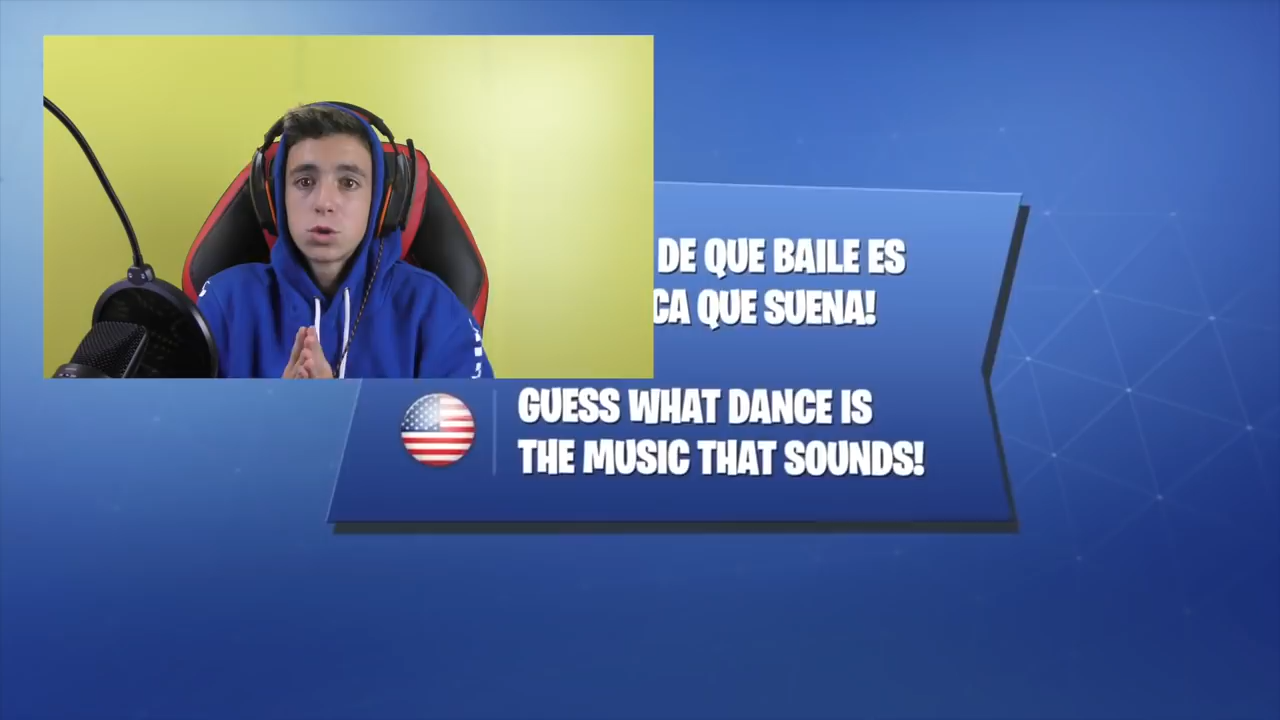 DE QUE BAILE ES
CA QUE SUENA!
GUESS WHAT DANCE IS
THE MUSIC THAT SOUNDS!